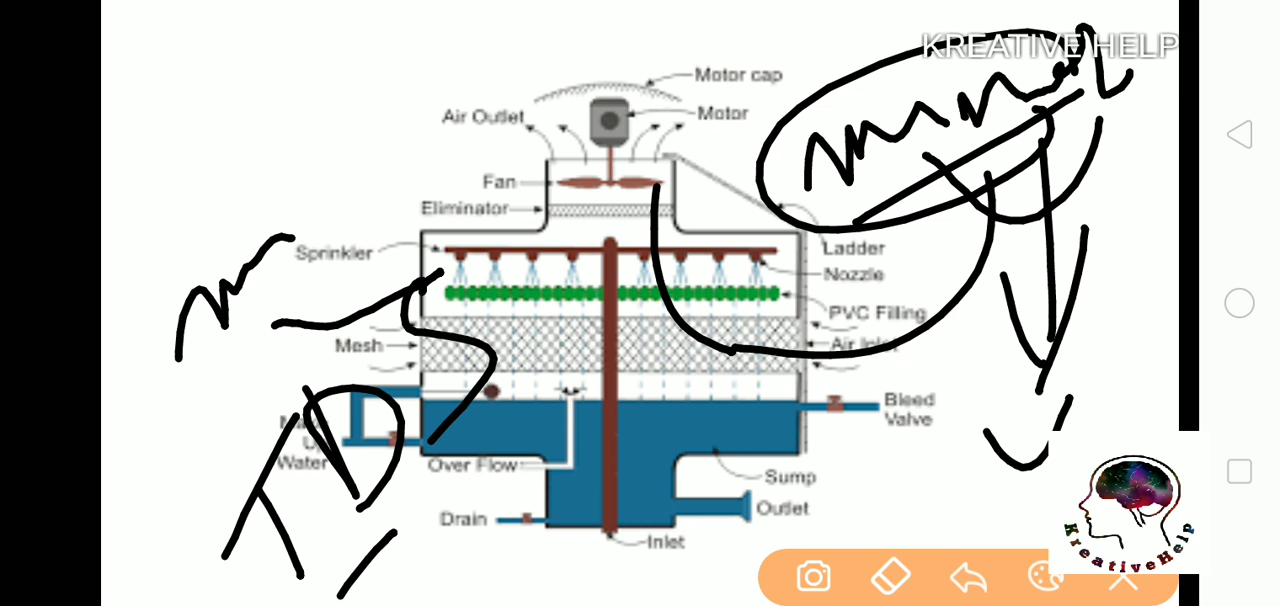 KREATIVE HELP
Motor cap
Air Outlet
Motor
Fan
Eliminator
Sprinkler
Ladder
Nozzle
PVC Filling
Mesh
Air Inlet
Bleed
Valve
Up
Water
Over Flow
Sump
Outlet
Drain
Inlet
KreativeHelp